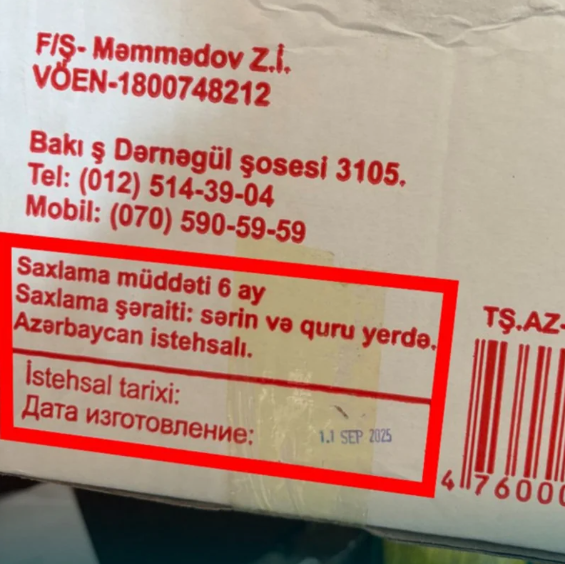 F/Ş- Məmmədov Z.İ.
VÖEN-1800748212
Bakı ş Dərnəgül şosesi 3105.
Tel: (012) 514-39-04
Mobil: (070) 590-59-59
Saxlama müddəti 6 ay
Saxlama şəraiti: sərin və quru yerdə.
Azərbaycan istehsalı.
İstehsal tarixi:
Дата изготовление: 1.1 SEP 2025
TŞ.AZ-
476000